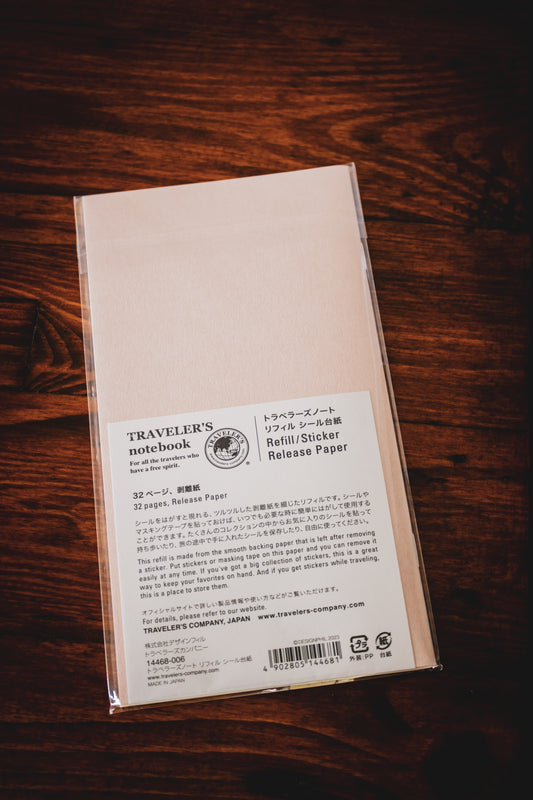 TRAVELER'S
notebook
For all the travelers who
have a free spirit.
TRAVELER'S
®
トラベラーズノート
リフィル シール台紙
Refill/Sticker
Release Paper
32ページ、剥離紙
32 pages, Release Paper
シールをはがすと現れる、ツルツルした剥離紙を綴じたリフィルです。シールや
マスキングテープを貼っておけば、いつでも必要な時に簡単にはがして使用する
ことができます。たくさんのコレクションの中からお気に入りのシールを貼って
持ち歩いたり、旅の途中で手に入れたシールを保存したり、自由に使ってください。
This refill is made from the smooth backing paper that is left after removing
a sticker. Put stickers or masking tape on this paper and you can remove it
easily at any time. If you've got a big collection of stickers, this is a great
way to keep your favorites on hand. And if you get stickers while traveling,
this is a place to store them.
オフィシャルサイトで詳しい製品情報や使い方などがご覧いただけます。
For details, please refer to our website.
TRAVELER'S COMPANY, JAPAN www.travelers-company.com
株式会社デザインフィル
トラベラーズカンパニー
14468-006
トラベラーズノート リフィル シール台紙
www.travelers-company.com
MADE IN JAPAN
©DESIGNPHIL 2023
4 902805 144681
プラ
外装:PP
紙
台紙